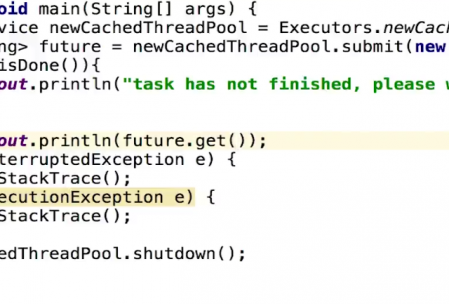 oid main(String[] args) {
vice newCachedThreadPool = Executors.newCac
ng> future = newCachedThreadPool.submit(new
isDone()){
out.println("task has not finished, please w
out.println(future.get());
terruptedException e) {
StackTrace();
ecutionException e) {
StackTrace();
edThreadPool.shutdown();